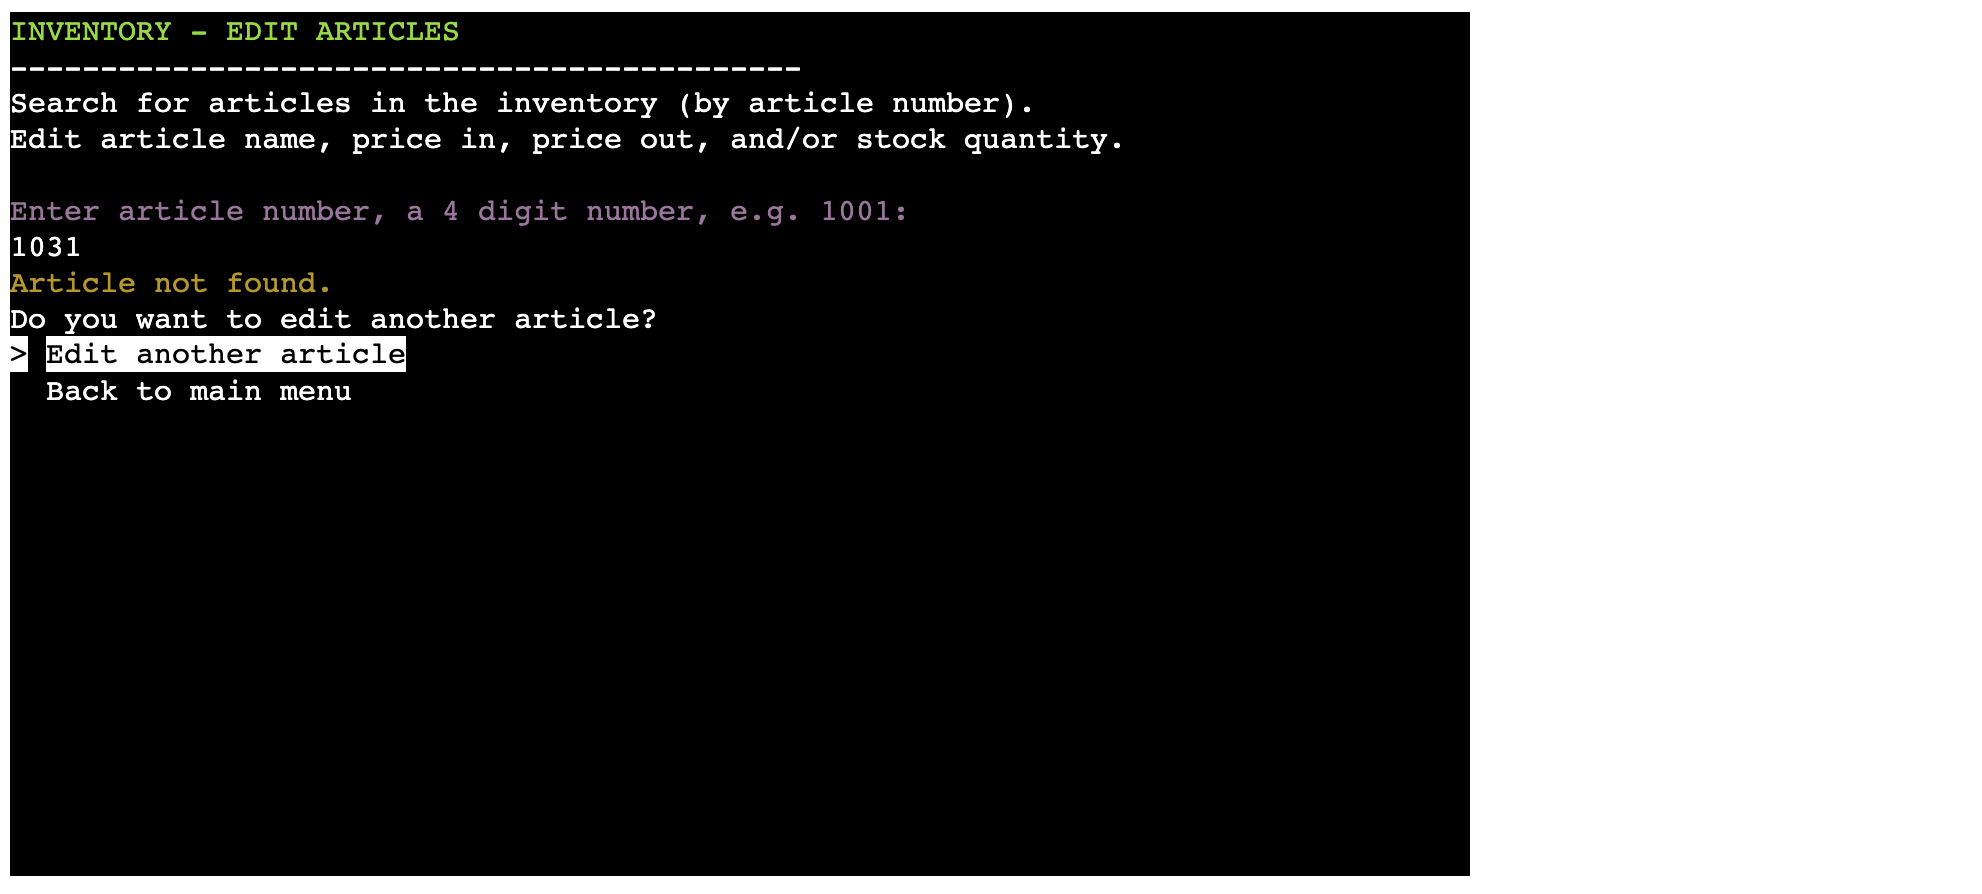 INVENTORY - EDIT ARTICLES
--------------------------------------------
Search for articles in the inventory (by article number).
Edit article name, price in, price out, and/or stock quantity.
Enter article number, a 4 digit number, e.g. 1001:
1031
Article not found.
Do you want to edit another article?
> Edit another article
Back to main menu